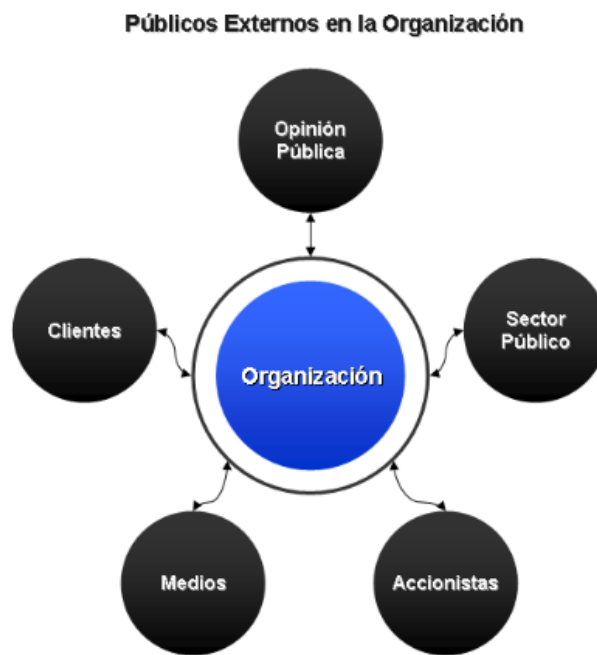 Públicos Externos en la Organización
Opinión
Pública
Clientes
Sector
Público
Organización
Medios
Accionistas